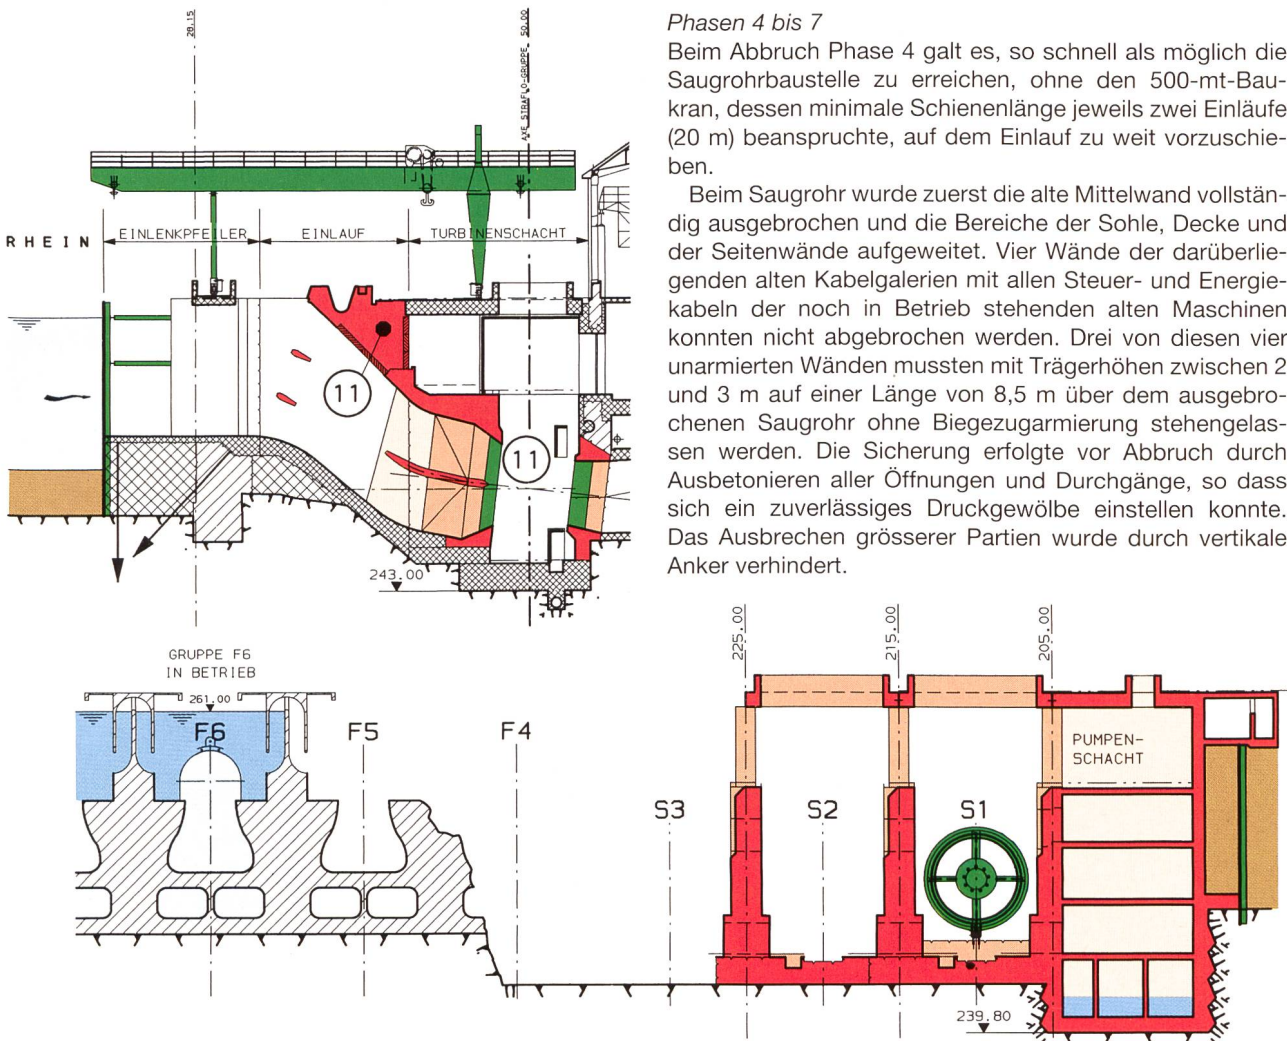 28.15
AXE STRAFLO-GRUPPE 50.00
RHEIN
EINLENKPFEILER
EINLAUF
TURBINENSCHACHT
11
11
243.00
Phasen 4 bis 7
Beim Abbruch Phase 4 galt es, so schnell als möglich die
Saugrohrbaustelle zu erreichen, ohne den 500-mt-Bau-
kran, dessen minimale Schienenlänge jeweils zwei Einläufe
(20 m) beanspruchte, auf dem Einlauf zu weit vorzuschie-
ben.
Beim Saugrohr wurde zuerst die alte Mittelwand vollstän-
dig ausgebrochen und die Bereiche der Sohle, Decke und
der Seitenwände aufgeweitet. Vier Wände der darüberlie-
genden alten Kabelgalerien mit allen Steuer- und Energie-
kabeln der noch in Betrieb stehenden alten Maschinen
konnten nicht abgebrochen werden. Drei von diesen vier
unarmierten Wänden mussten mit Trägerhöhen zwischen 2
und 3 m auf einer Länge von 8,5 m über dem ausgebro-
chenen Saugrohr ohne Biegezugarmierung stehengelas-
sen werden. Die Sicherung erfolgte vor Abbruch durch
Ausbetonieren aller Öffnungen und Durchgänge, so dass
sich ein zuverlässiges Druckgewölbe einstellen konnte.
Das Ausbrechen grösserer Partien wurde durch vertikale
Anker verhindert.
GRUPPE F6
IN BETRIEB
261.00
F6
F5
F4
S3
S2
S1
225.00
215.00
205.00
PUMPEN-
SCHACHT
239.80